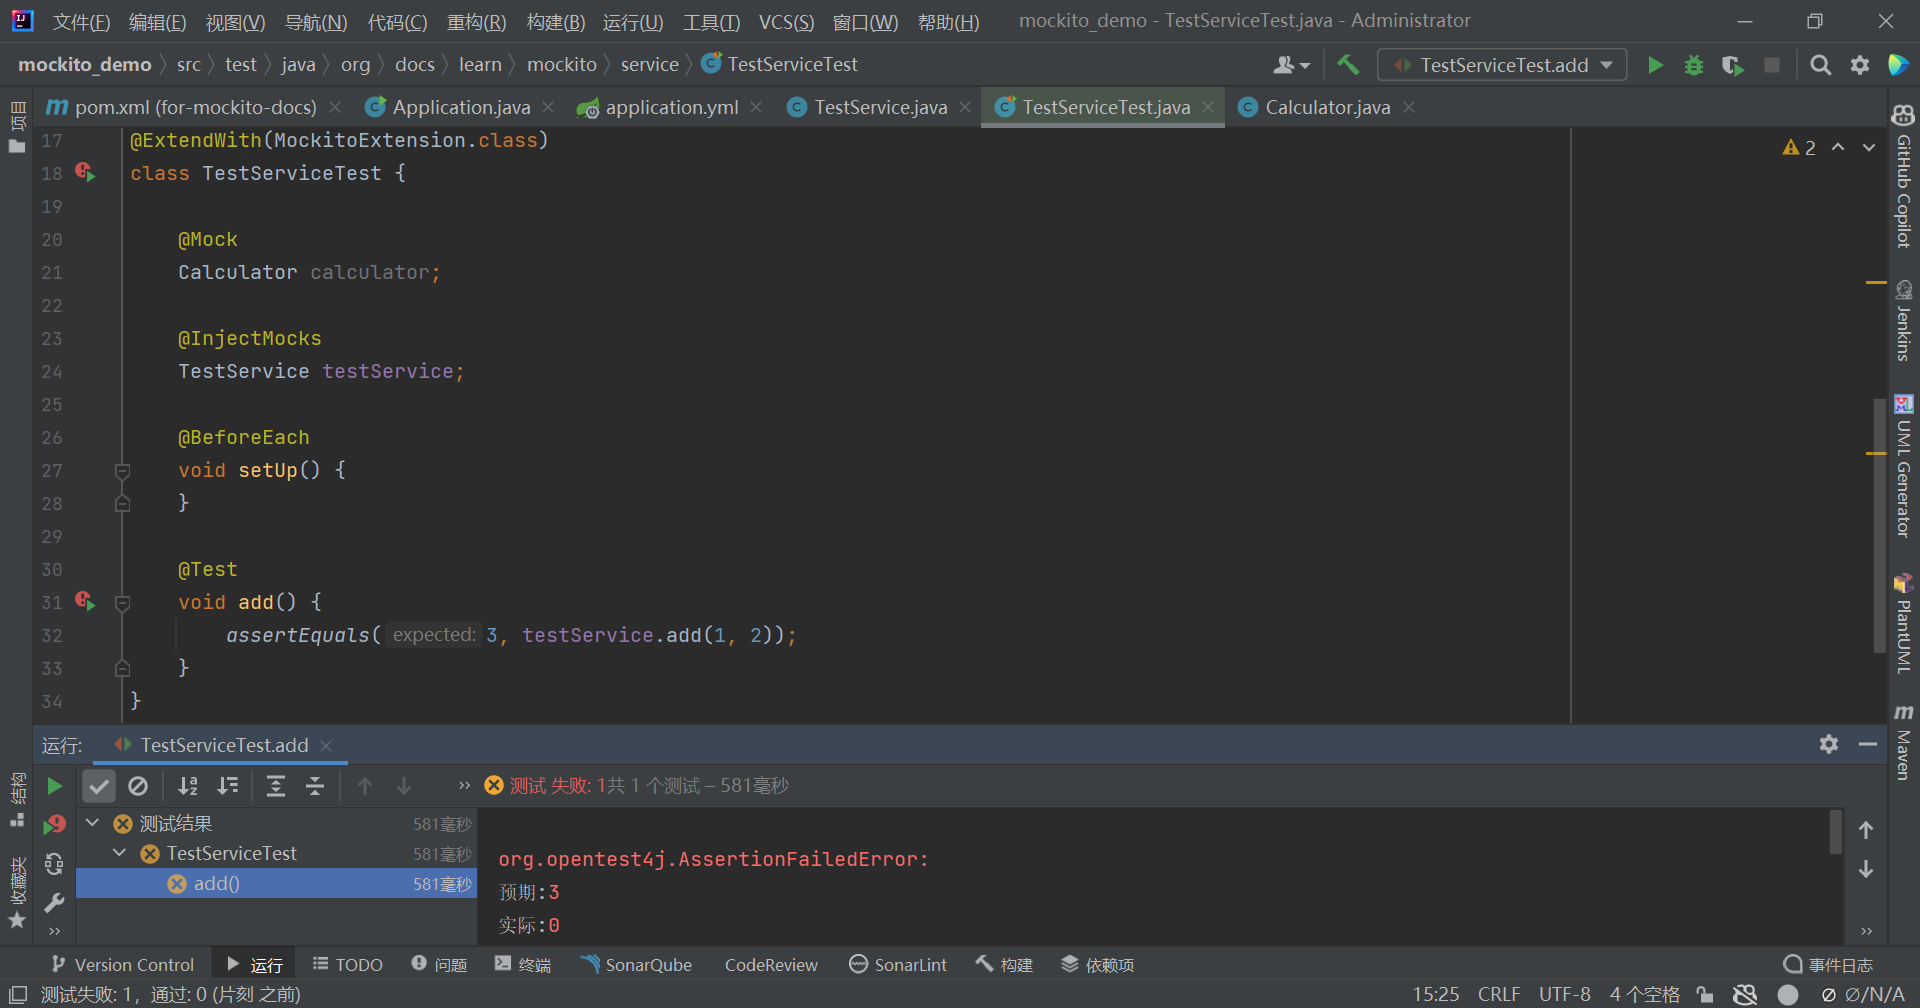 文件(F) 编辑(E) 视图(V) 导航(N) 代码(C) 重构(R) 构建(B) 运行(U) 工具(T) VCS(S) 窗口(W) 帮助(H) mockito_demo - TestServiceTest.java - Administrator
mockito_demo src test java org docs learn mockito service TestServiceTest TestServiceTest.add
pom.xml (for-mockito-docs) Application.java application.yml TestService.java TestServiceTest.java Calculator.java
17 @ExtendWith(MockitoExtension.class)
2
18 class TestServiceTest {
19
20 @Mock
21 Calculator calculator;
22
23 @InjectMocks
24 TestService testService;
25
26 @BeforeEach
27 void setUp() {
28 }
29
30 @Test
31 void add() {
32 assertEquals( expected: 3, testService.add(1, 2));
33 }
34 }
项目
结构
收藏夹
GitHub Copilot
Jenkins
UML Generator
PlantUML
Maven
运行: TestServiceTest.add
测试 失败: 1共 1 个测试 – 581毫秒
测试结果 581毫秒
TestServiceTest 581毫秒
add() 581毫秒
org.opentest4j.AssertionFailedError:
预期:3
实际:0
Version Control 运行 TODO 问题 终端 SonarQube CodeReview SonarLint 构建 依赖项 事件日志
测试失败: 1，通过: 0 (片刻 之前) 15:25 CRLF UTF-8 4 个空格 ∅/N/A